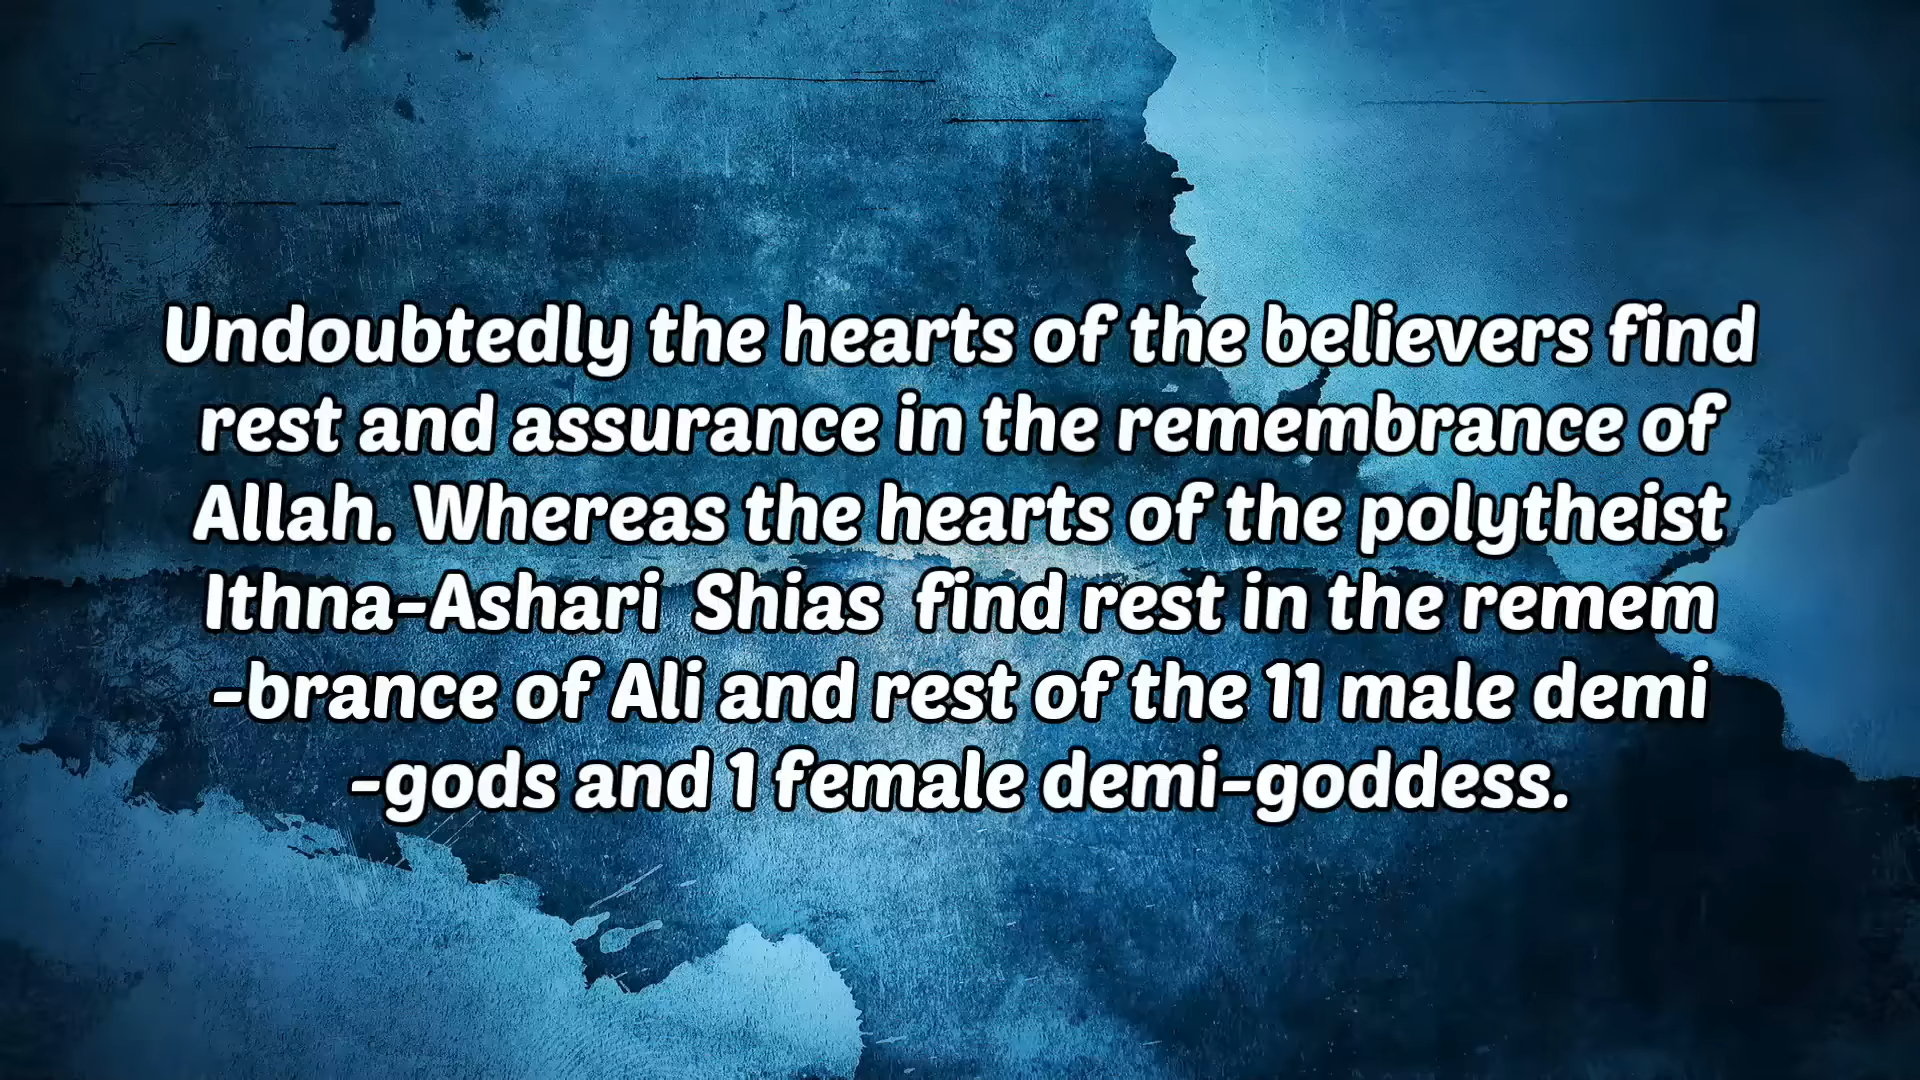 Undoubtedly the hearts of the believers find
rest and assurance in the remembrance of
Allah. Whereas the hearts of the polytheist
Ithna-Ashari  Shias  find rest in the remem
-brance of Ali and rest of the 11 male demi
-gods and 1 female demi-goddess.